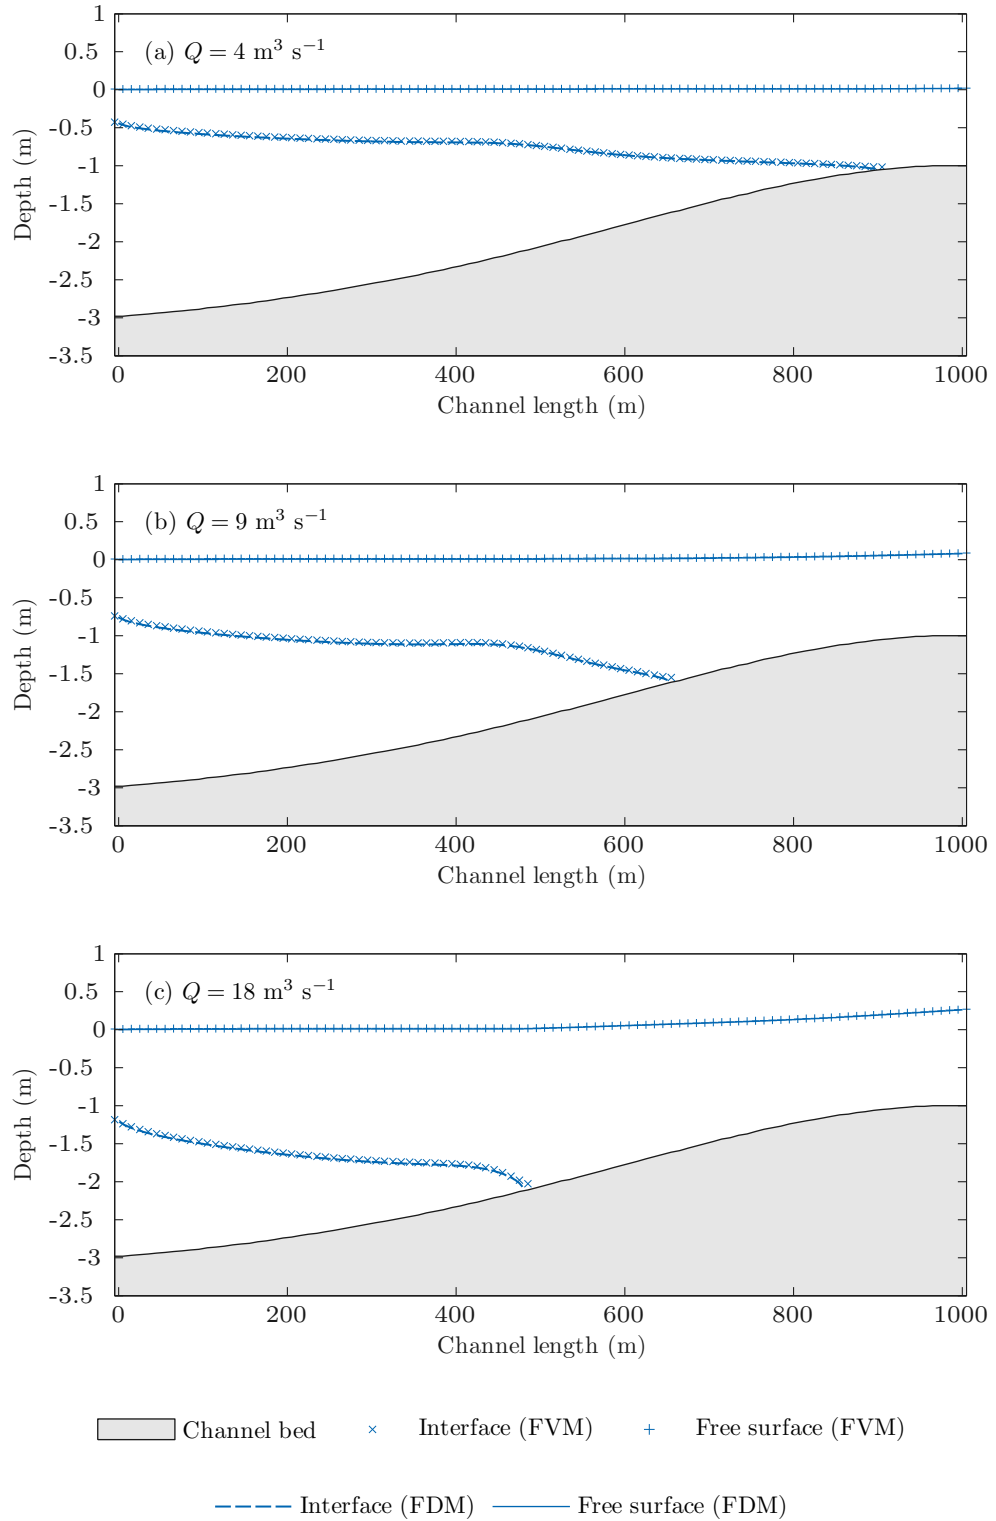 1
0.5
(a) Q = 4 m³ s⁻¹
0
-0.5
-1
-1.5
-2
-2.5
-3
-3.5
Depth (m)
0 200 400 600 800 1000
Channel length (m)
1
0.5
(b) Q = 9 m³ s⁻¹
0
-0.5
-1
-1.5
-2
-2.5
-3
-3.5
Depth (m)
0 200 400 600 800 1000
Channel length (m)
1
0.5
(c) Q = 18 m³ s⁻¹
0
-0.5
-1
-1.5
-2
-2.5
-3
-3.5
Depth (m)
0 200 400 600 800 1000
Channel length (m)
Channel bed Interface (FVM) Free surface (FVM)
Interface (FDM) Free surface (FDM)